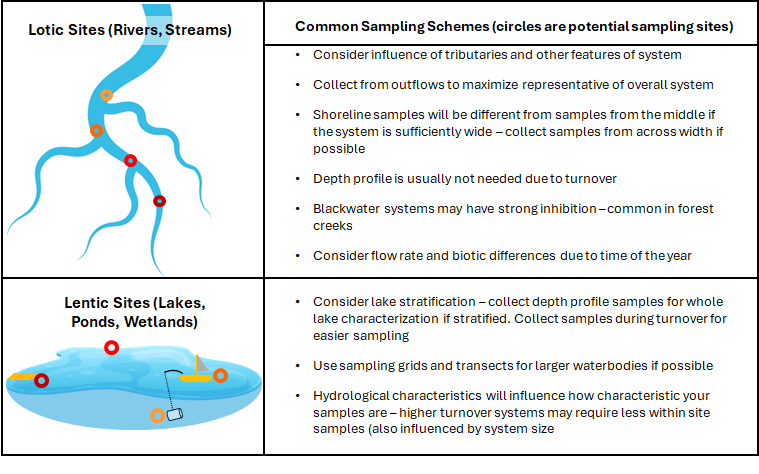 Lotic Sites (Rivers, Streams)
Common Sampling Schemes (circles are potential sampling sites)
• Consider influence of tributaries and other features of system
• Collect from outflows to maximize representative of overall system
• Shoreline samples will be different from samples from the middle if
the system is sufficiently wide – collect samples from across width if
possible
• Depth profile is usually not needed due to turnover
• Blackwater systems may have strong inhibition – common in forest
creeks
• Consider flow rate and biotic differences due to time of the year
Lentic Sites (Lakes,
Ponds, Wetlands)
• Consider lake stratification – collect depth profile samples for whole
lake characterization if stratified. Collect samples during turnover for
easier sampling
• Use sampling grids and transects for larger waterbodies if possible
• Hydrological characteristics will influence how characteristic your
samples are – higher turnover systems may require less within site
samples (also influenced by system size